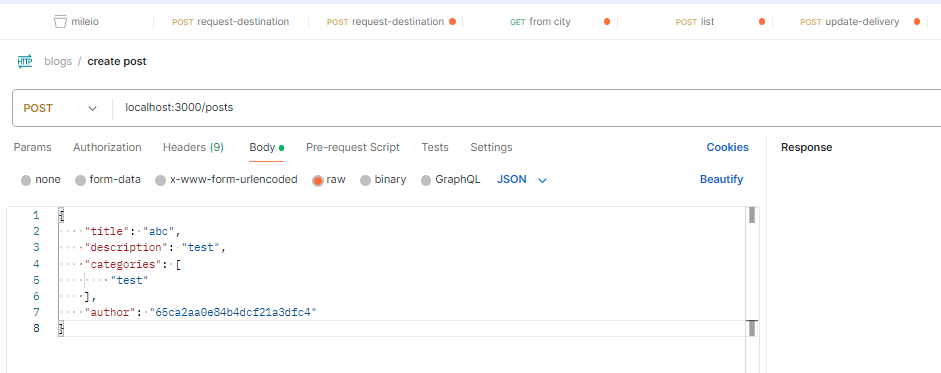 mileio POST request-destination POST request-destination GET from city POST list POST update-delivery
HTTP blogs / create post
POST localhost:3000/posts
Params Authorization Headers (9) Body Pre-request Script Tests Settings Cookies Response
none form-data x-www-form-urlencoded raw binary GraphQL JSON Beautify
1 {
2 "title": "abc",
3 "description": "test",
4 "categories": [
5 "test"
6 ],
7 "author": "65ca2aa0e84b4dcf21a3dfc4"
8 }